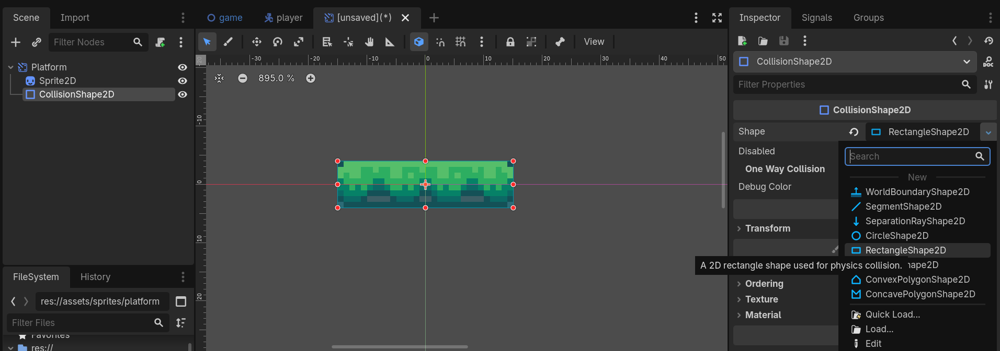 Scene
Import
Filter Nodes
Platform
Sprite2D
CollisionShape2D
FileSystem
History
res://assets/sprites/platform
Filter Files
Favorites
res://
game
player
[unsaved](*)
View
-30 -20 -10 0 10 20 30 40 50
-20
-10
0
10
20
895.0 %
Inspector
Signals
Groups
CollisionShape2D
DOC
Filter Properties
CollisionShape2D
Shape
RectangleShape2D
Disabled
One Way Collision
Debug Color
Transform
Ordering
Texture
Material
Search
New
WorldBoundaryShape2D
SegmentShape2D
SeparationRayShape2D
CircleShape2D
RectangleShape2D
A 2D rectangle shape used for physics collision.
ape2D
ConvexPolygonShape2D
ConcavePolygonShape2D
Quick Load...
Load...
Edit